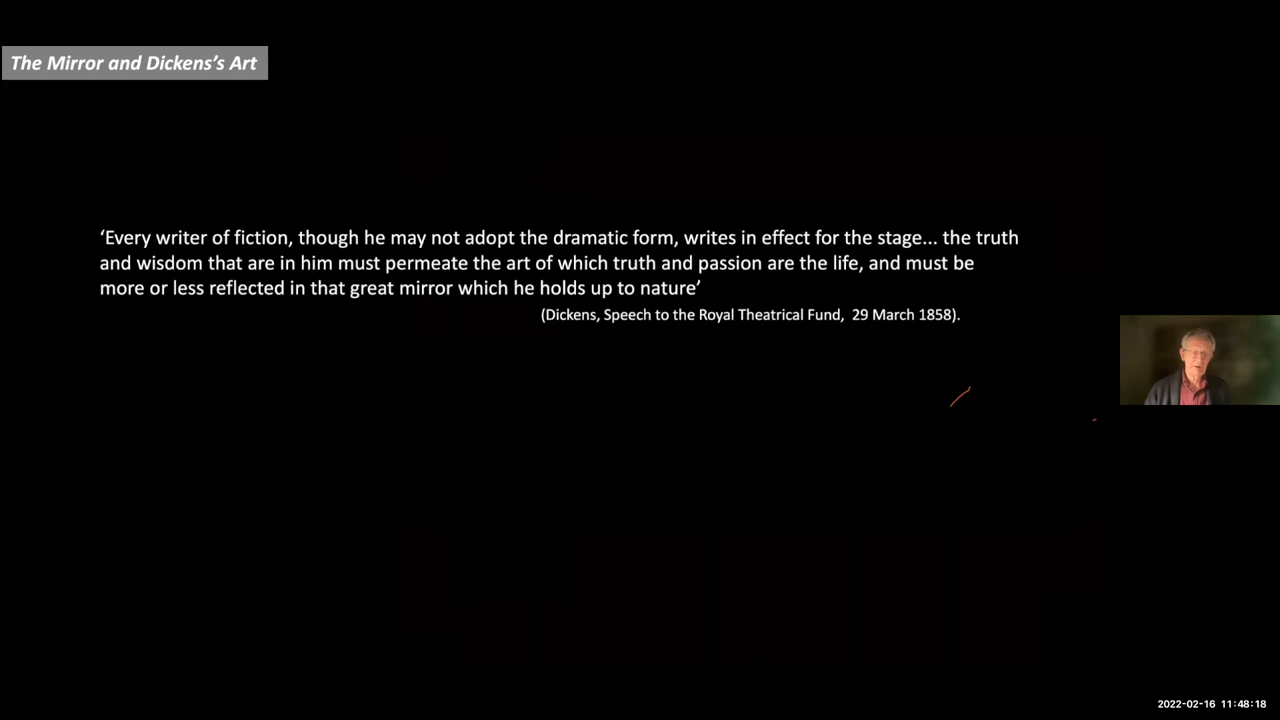 The Mirror and Dickens's Art
‘Every writer of fiction, though he may not adopt the dramatic form, writes in effect for the stage... the truth
and wisdom that are in him must permeate the art of which truth and passion are the life, and must be
more or less reflected in that great mirror which he holds up to nature’
(Dickens, Speech to the Royal Theatrical Fund, 29 March 1858).
2022-02-16 11:48:18